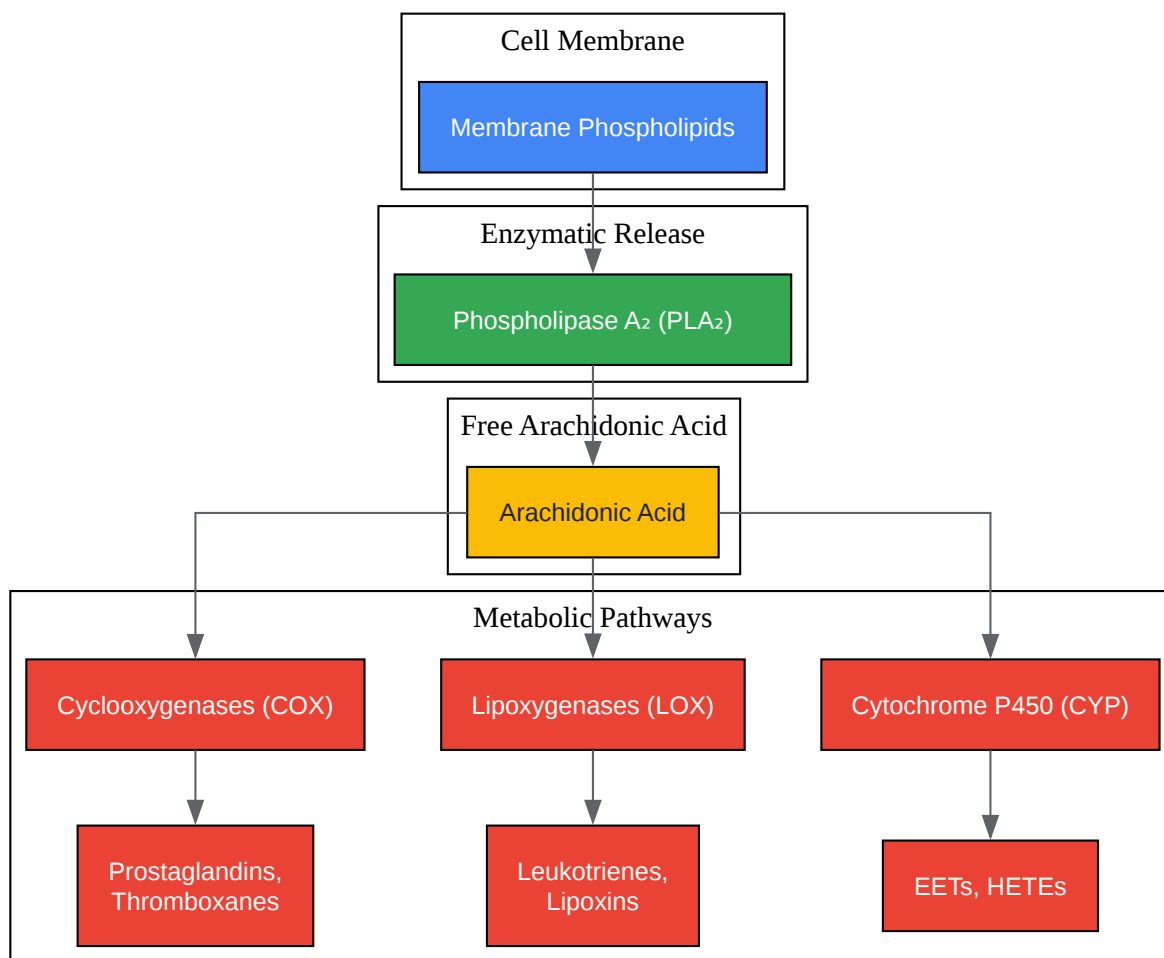 Cell Membrane
Membrane Phospholipids
Enzymatic Release
Phospholipase A₂ (PLA₂)
Free Arachidonic Acid
Arachidonic Acid
Metabolic Pathways
Cyclooxygenases (COX)
Lipoxygenases (LOX)
Cytochrome P450 (CYP)
Prostaglandins,
Thromboxanes
Leukotrienes,
Lipoxins
EETs, HETEs